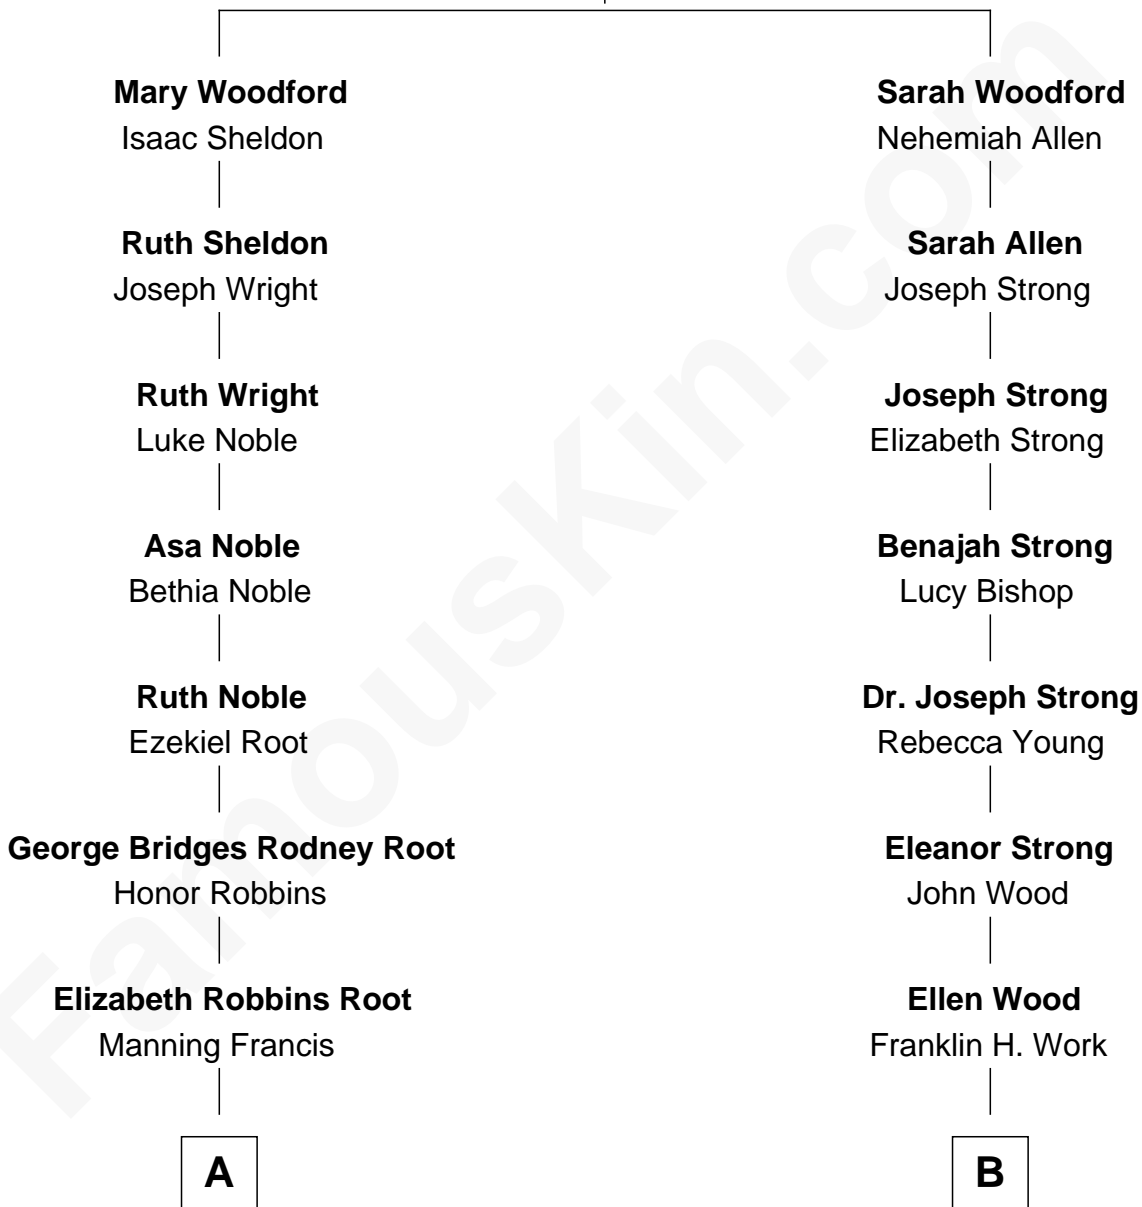 Mary Woodford
Isaac Sheldon
Ruth Sheldon
Joseph Wright
Ruth Wright
Luke Noble
Asa Noble
Bethia Noble
Ruth Noble
Ezekiel Root
George Bridges Rodney Root
Honor Robbins
Elizabeth Robbins Root
Manning Francis
A
Sarah Woodford
Nehemiah Allen
Sarah Allen
Joseph Strong
Joseph Strong
Elizabeth Strong
Benajah Strong
Lucy Bishop
Dr. Joseph Strong
Rebecca Young
Eleanor Strong
John Wood
Ellen Wood
Franklin H. Work
B
FamousKin.com